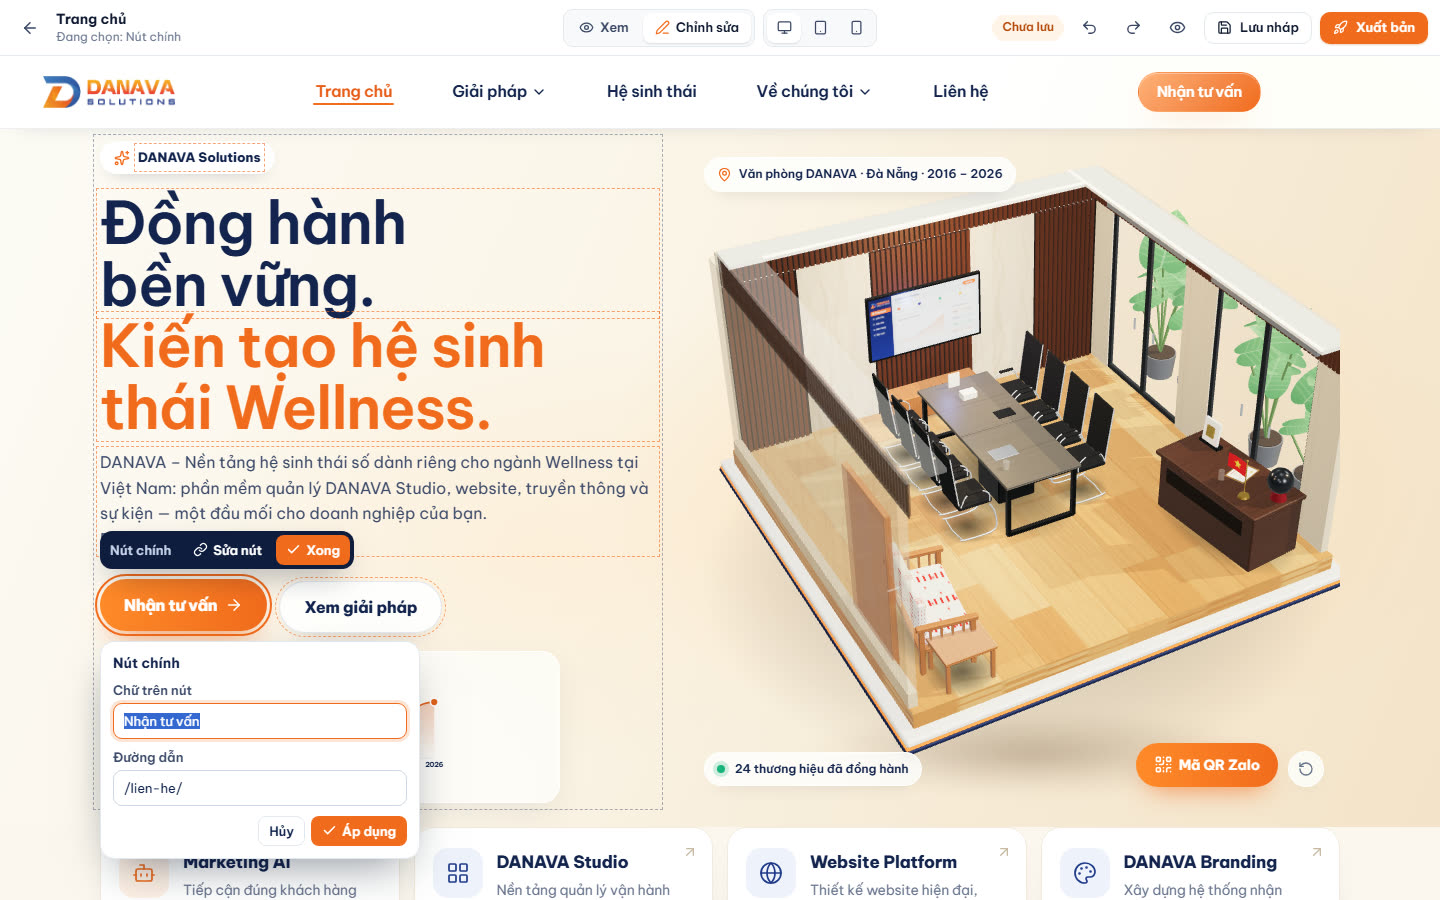 Trang chủ
Đang chọn: Nút chính
Xem
Chỉnh sửa
Chưa lưu
Lưu nháp
Xuất bản
DANAVA
SOLUTIONS
Trang chủ
Giải pháp
Hệ sinh thái
Về chúng tôi
Liên hệ
Nhận tư vấn
DANAVA Solutions
Đồng hành
bền vững.
Kiến tạo hệ sinh
thái Wellness.
DANAVA – Nền tảng hệ sinh thái số dành riêng cho ngành Wellness tại
Việt Nam: phần mềm quản lý DANAVA Studio, website, truyền thông và
sự kiện — một đầu mối cho doanh nghiệp của bạn.
Nút chính
Sửa nút
Xong
Nhận tư vấn
Xem giải pháp
Nút chính
Chữ trên nút
Nhận tư vấn
Đường dẫn
/lien-he/
Hủy
Áp dụng
2026
Văn phòng DANAVA · Đà Nẵng · 2016 – 2026
24 thương hiệu đã đồng hành
Mã QR Zalo
Marketing AI
Tiếp cận đúng khách hàng
DANAVA Studio
Nền tảng quản lý vận hành
Website Platform
Thiết kế website hiện đại,
DANAVA Branding
Xây dựng hệ thống nhận